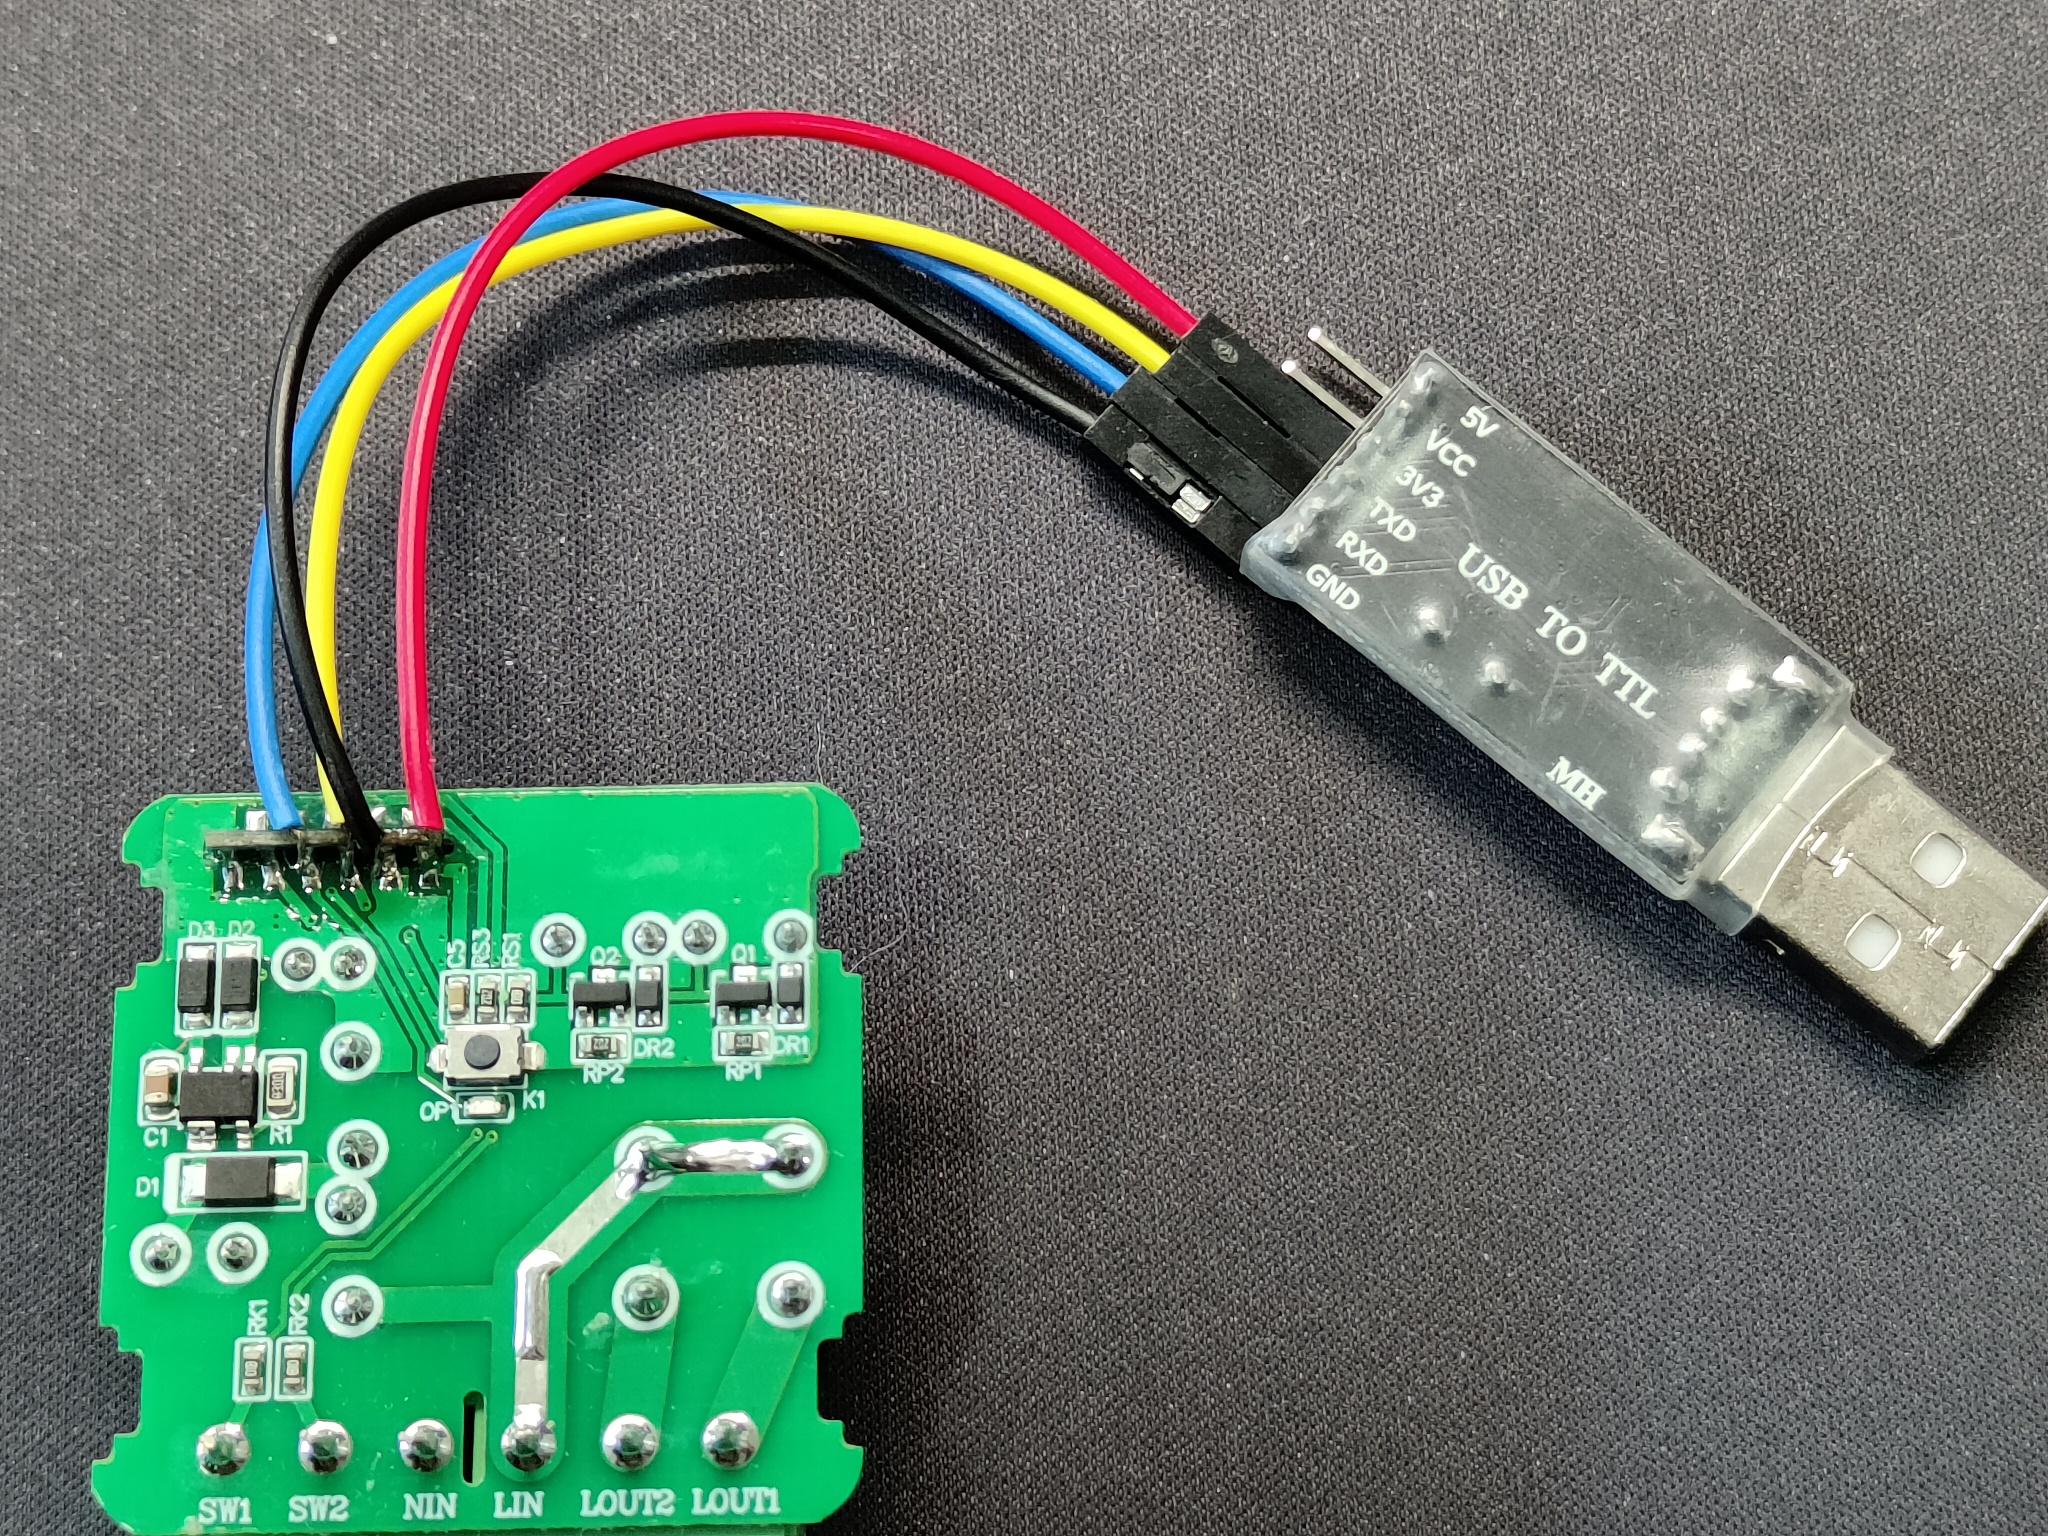 5V
VCC
3V3
TXD
RXD
GND
USB TO TTL
MH
D3
D2
C5
RS3
RS1
Q2
Q1
DR2
DR1
RP2
RP1
C1
R1
K1
D1
RK1
RK2
SW1
SW2
NIN
LIN
LOUT2
LOUT1